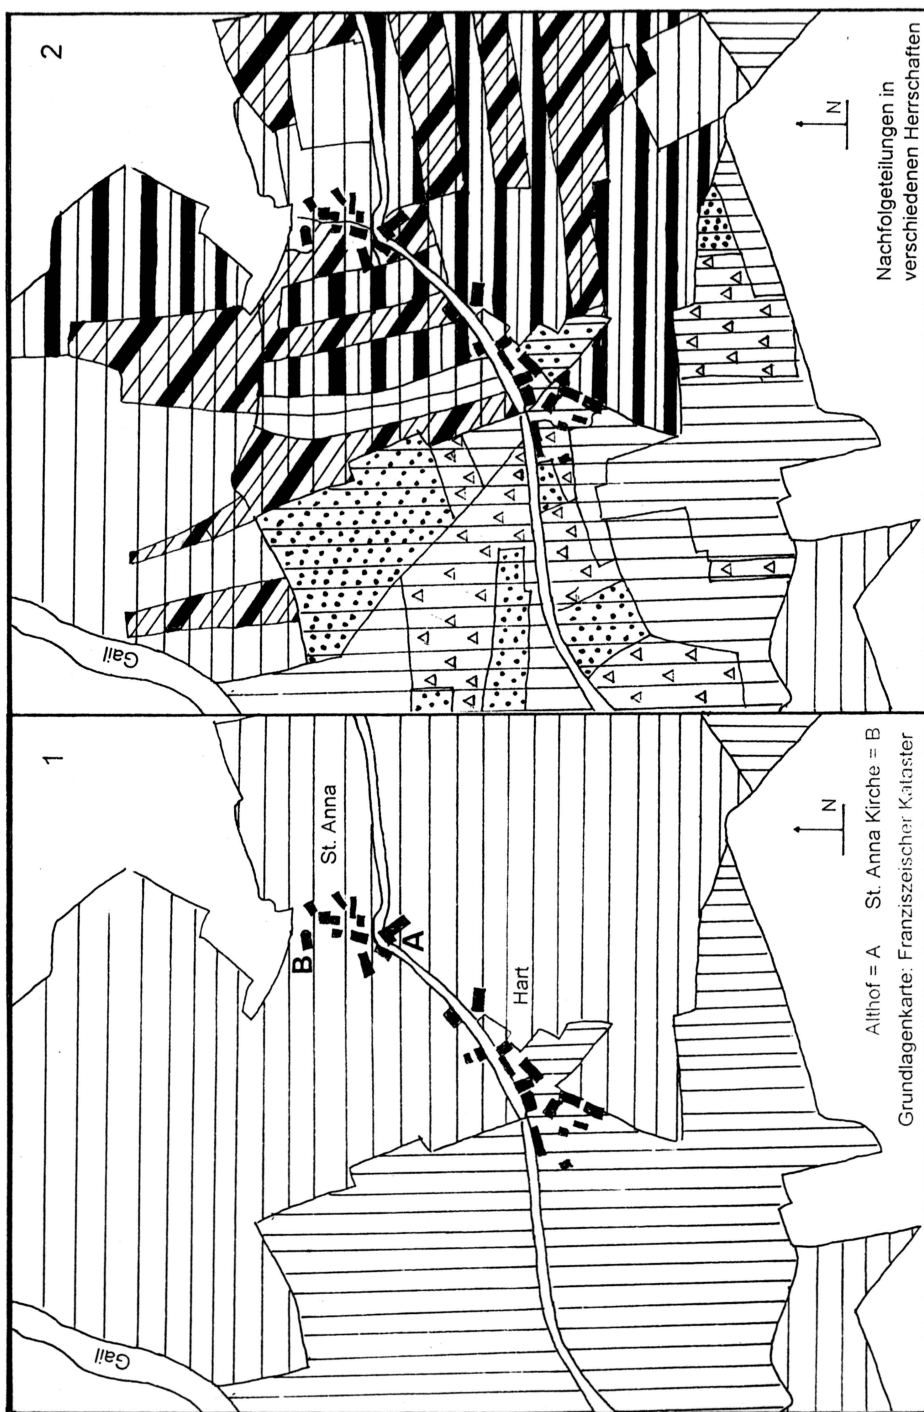 1
Gail
St. Anna
B
A
Hart
N
Althof = A St. Anna Kirche = B
Grundlagenkarte: Franziszeischer Kataster
2
Gail
N
Nachfolgeteilungen in
verschiedenen Herrschaften